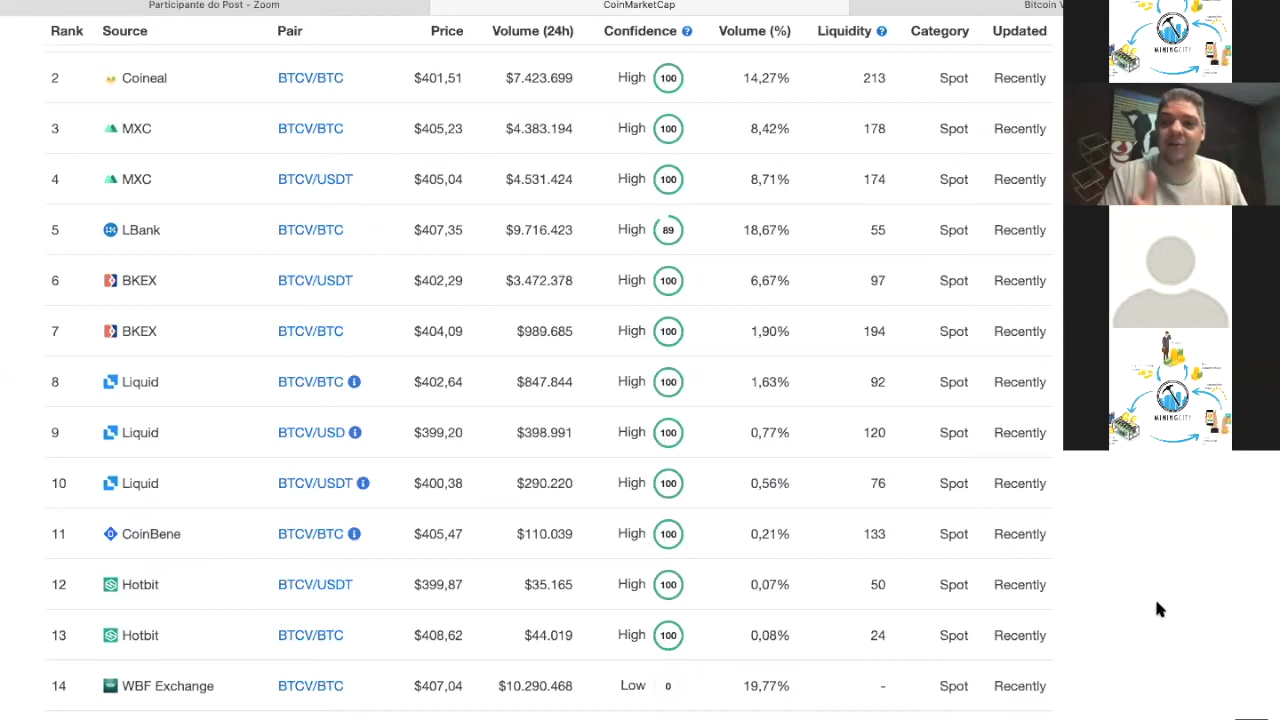 Participante do Post - Zoom CoinMarketCap Bitcoin V
Rank Source Pair Price Volume (24h) Confidence ? Volume (%) Liquidity ? Category Updated
2 Coineal BTCV/BTC $401,51 $7.423.699 High 100 14,27% 213 Spot Recently
3 MXC BTCV/BTC $405,23 $4.383.194 High 100 8,42% 178 Spot Recently
4 MXC BTCV/USDT $405,04 $4.531.424 High 100 8,71% 174 Spot Recently
5 LBank BTCV/BTC $407,35 $9.716.423 High 89 18,67% 55 Spot Recently
6 BKEX BTCV/USDT $402,29 $3.472.378 High 100 6,67% 97 Spot Recently
7 BKEX BTCV/BTC $404,09 $989.685 High 100 1,90% 194 Spot Recently
8 Liquid BTCV/BTC i $402,64 $847.844 High 100 1,63% 92 Spot Recently
9 Liquid BTCV/USD i $399,20 $398.991 High 100 0,77% 120 Spot Recently
10 Liquid BTCV/USDT i $400,38 $290.220 High 100 0,56% 76 Spot Recently
11 CoinBene BTCV/BTC i $405,47 $110.039 High 100 0,21% 133 Spot Recently
12 Hotbit BTCV/USDT $399,87 $35.165 High 100 0,07% 50 Spot Recently
13 Hotbit BTCV/BTC $408,62 $44.019 High 100 0,08% 24 Spot Recently
14 WBF Exchange BTCV/BTC $407,04 $10.290.468 Low 0 19,77% - Spot Recently
MININGCITY
MININGCITY